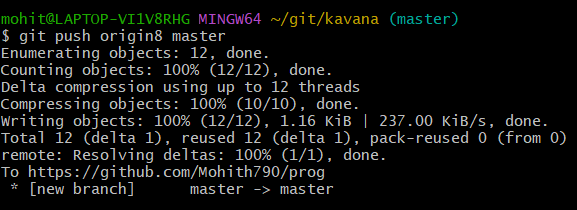 mohit@LAPTOP-VI1V8RHG MINGW64 ~/git/kavana (master)
$ git push origin8 master
Enumerating objects: 12, done.
Counting objects: 100% (12/12), done.
Delta compression using up to 12 threads
Compressing objects: 100% (10/10), done.
Writing objects: 100% (12/12), 1.16 KiB | 237.00 KiB/s, done.
Total 12 (delta 1), reused 12 (delta 1), pack-reused 0 (from 0)
remote: Resolving deltas: 100% (1/1), done.
To https://github.com/Mohith790/prog
 * [new branch]      master -> master